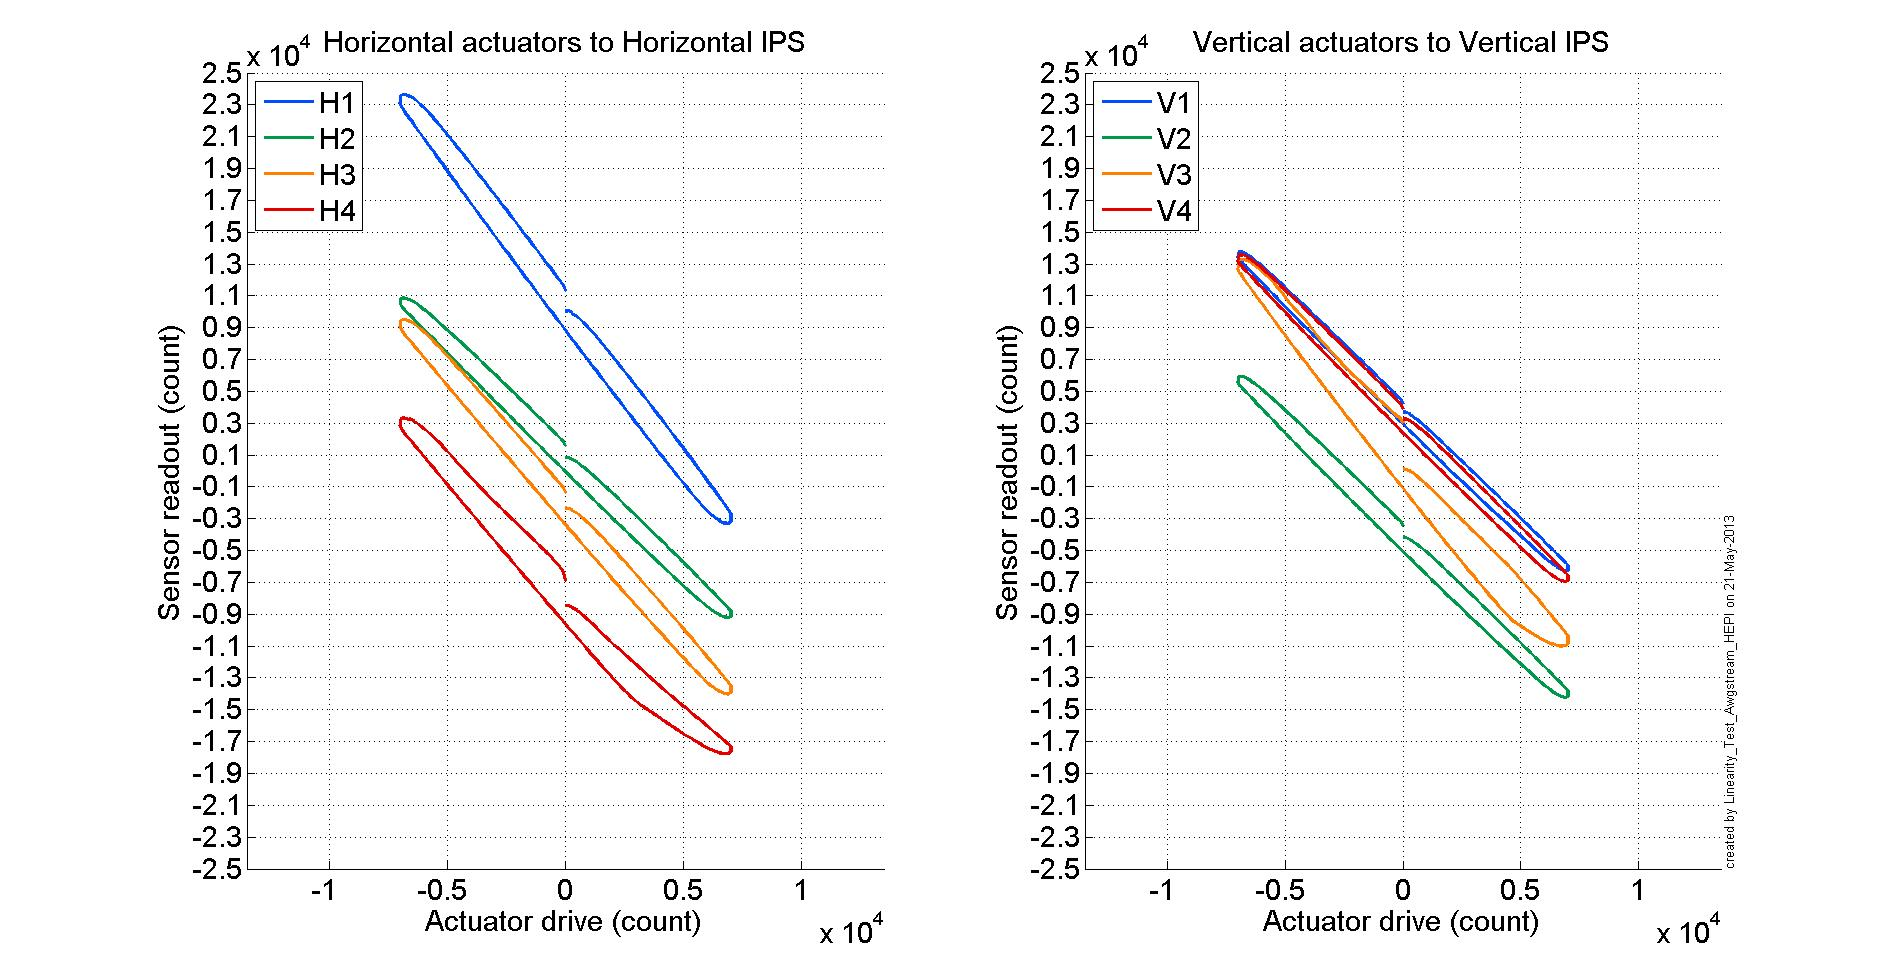 Horizontal actuators to Horizontal IPS
x 10^4
2.5
2.3
2.1
1.9
1.7
1.5
1.3
1.1
0.9
0.7
0.5
0.3
0.1
-0.1
-0.3
-0.5
-0.7
-0.9
-1.1
-1.3
-1.5
-1.7
-1.9
-2.1
-2.3
-2.5
Sensor readout (count)
H1
H2
H3
H4
-1 -0.5 0 0.5 1
Actuator drive (count)
x 10^4
Vertical actuators to Vertical IPS
x 10^4
2.5
2.3
2.1
1.9
1.7
1.5
1.3
1.1
0.9
0.7
0.5
0.3
0.1
-0.1
-0.3
-0.5
-0.7
-0.9
-1.1
-1.3
-1.5
-1.7
-1.9
-2.1
-2.3
-2.5
Sensor readout (count)
V1
V2
V3
V4
-1 -0.5 0 0.5 1
Actuator drive (count)
x 10^4
created by Linearity_Test_Awgstream_HEPI on 21-May-2013